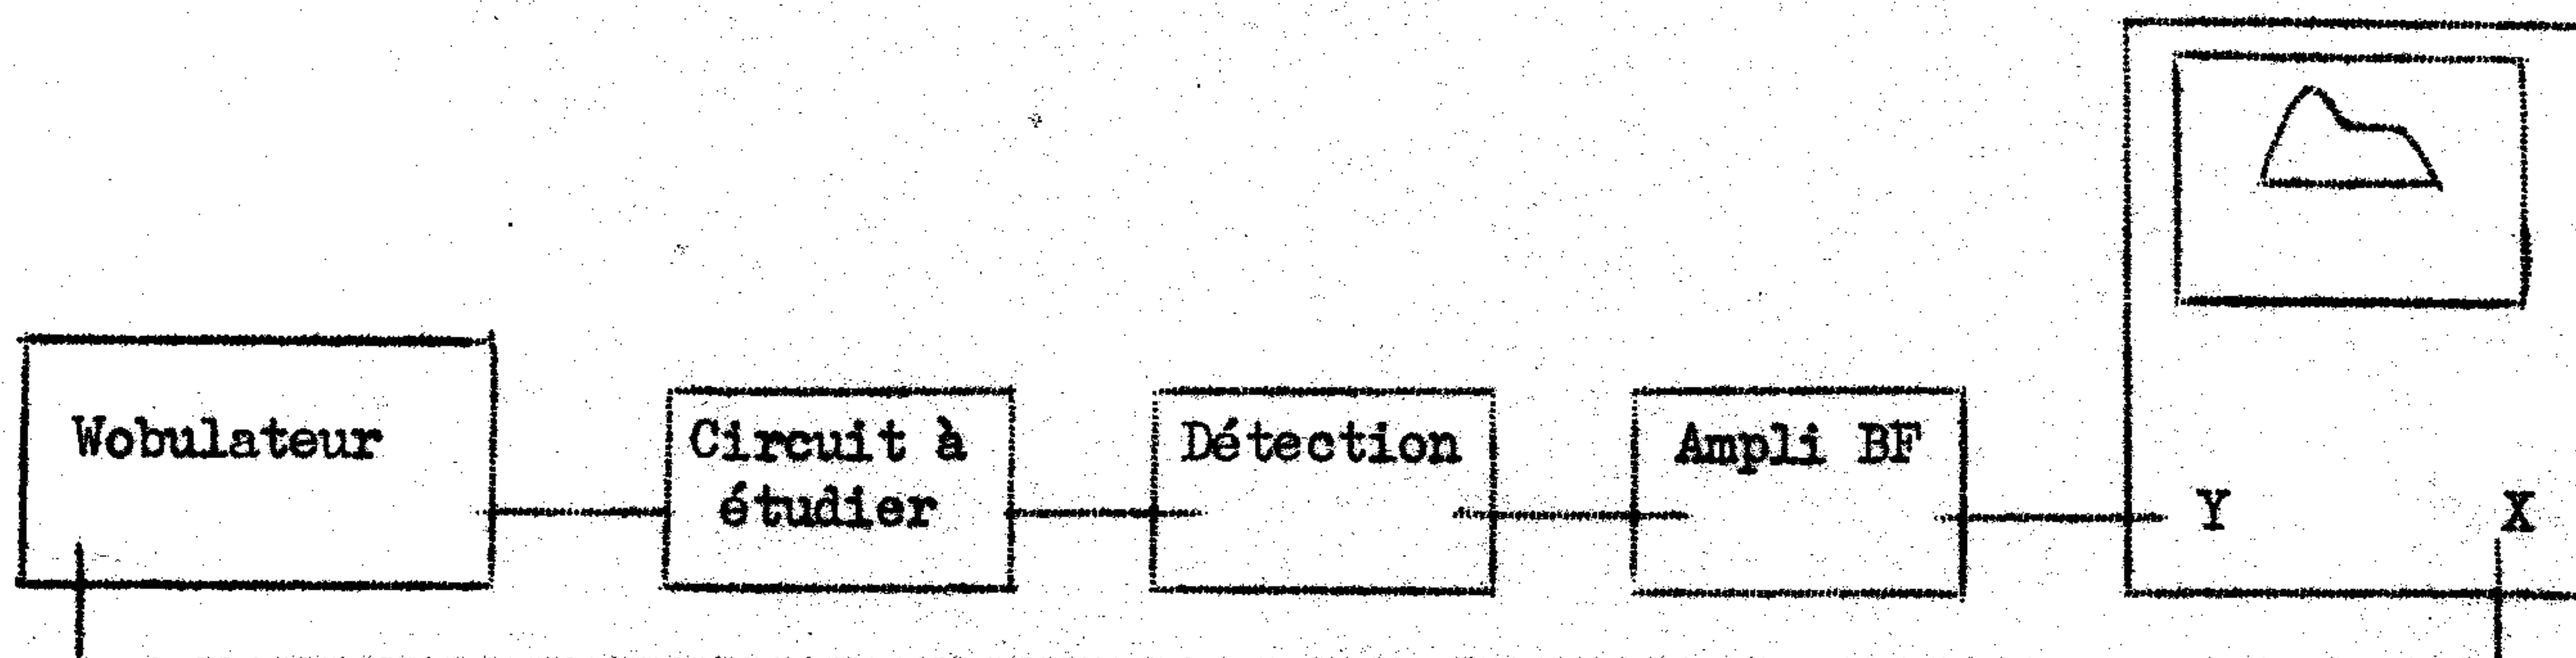 Wobulateur
Circuit à
étudier
Détection
Ampli BF
Y
X